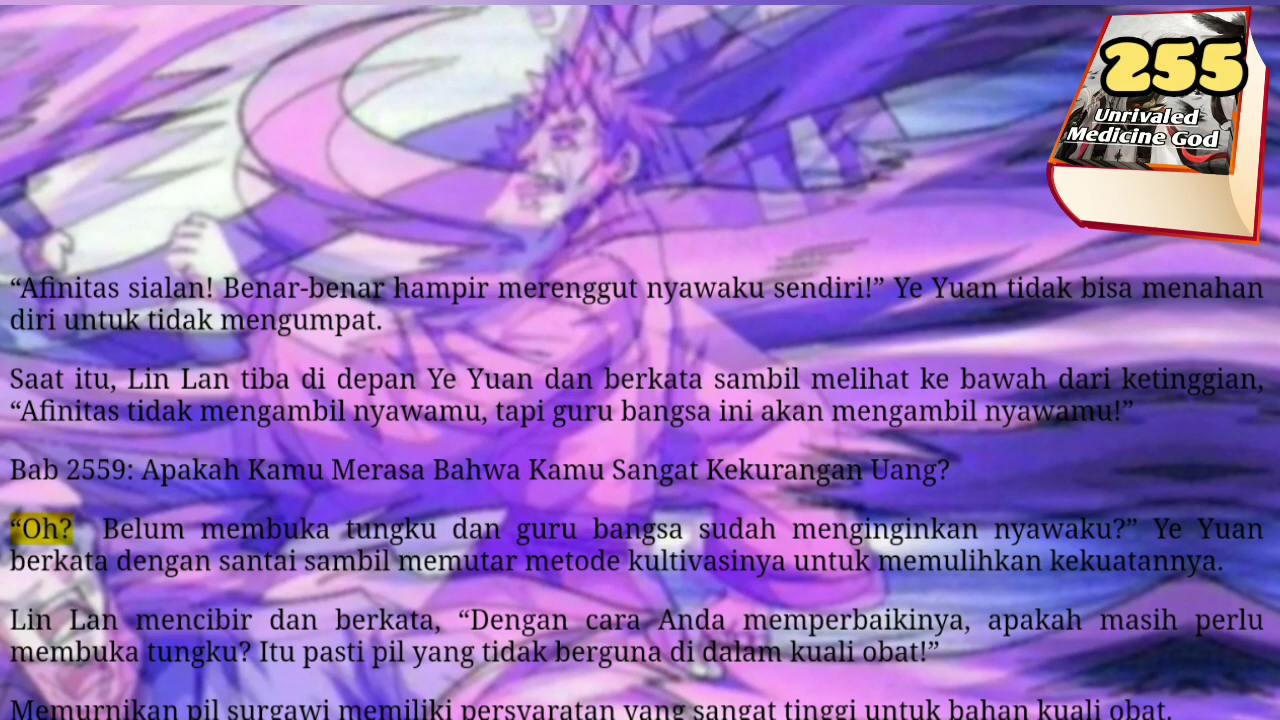 255
Unrivaled
Medicine God
“Afinitas sialan! Benar-benar hampir merenggut nyawaku sendiri!” Ye Yuan tidak bisa menahan
diri untuk tidak mengumpat.
Saat itu, Lin Lan tiba di depan Ye Yuan dan berkata sambil melihat ke bawah dari ketinggian,
“Afinitas tidak mengambil nyawamu, tapi guru bangsa ini akan mengambil nyawamu!”
Bab 2559: Apakah Kamu Merasa Bahwa Kamu Sangat Kekurangan Uang?
“Oh? Belum membuka tungku dan guru bangsa sudah menginginkan nyawaku?” Ye Yuan
berkata dengan santai sambil memutar metode kultivasinya untuk memulihkan kekuatannya.
Lin Lan mencibir dan berkata, “Dengan cara Anda memperbaikinya, apakah masih perlu
membuka tungku? Itu pasti pil yang tidak berguna di dalam kuali obat!”
Memurnikan pil surgawi memiliki persyaratan yang sangat tinggi untuk bahan kuali obat.